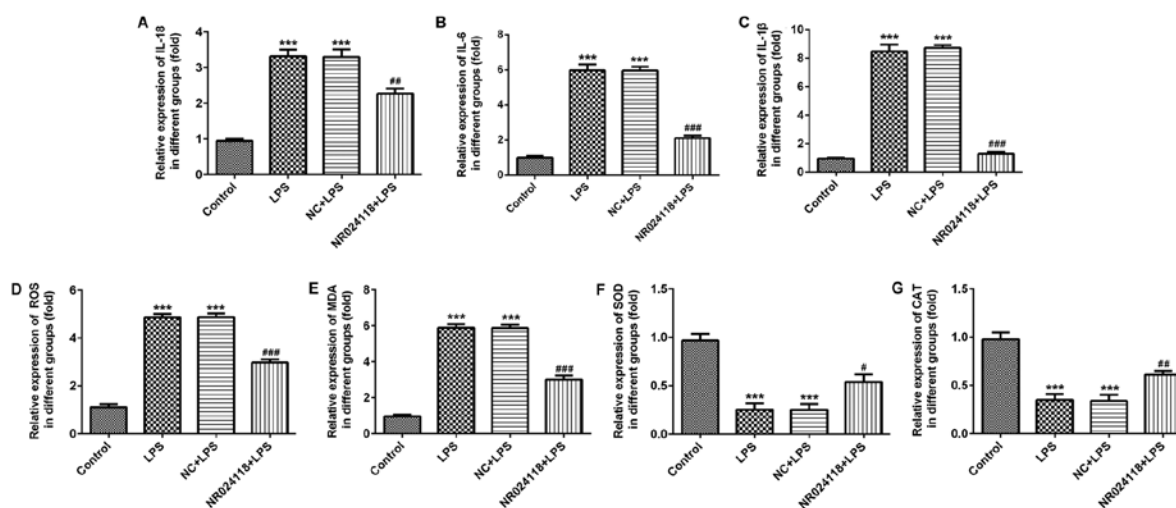 A
Relative expression of IL-18
in different groups (fold)
4
3
2
1
0
***
***
##
Control
LPS
NC+LPS
NR024118+LPS
B
Relative expression of IL-6
in different groups (fold)
8
6
4
2
0
***
***
###
Control
LPS
NC+LPS
NR024118+LPS
C
Relative expression of IL-1β
in different groups (fold)
10
8
6
4
2
0
***
***
###
Control
LPS
NC+LPS
NR024118+LPS
D
Relative expression of ROS
in different groups (fold)
6
4
2
0
***
***
###
Control
LPS
NC+LPS
NR024118+LPS
E
Relative expression of MDA
in different groups (fold)
8
6
4
2
0
***
***
###
Control
LPS
NC+LPS
NR024118+LPS
F
Relative expression of SOD
in different groups (fold)
1.5
1.0
0.5
0.0
***
***
#
Control
LPS
NC+LPS
NR024118+LPS
G
Relative expression of CAT
in different groups (fold)
1.5
1.0
0.5
0.0
***
***
##
Control
LPS
NC+LPS
NR024118+LPS